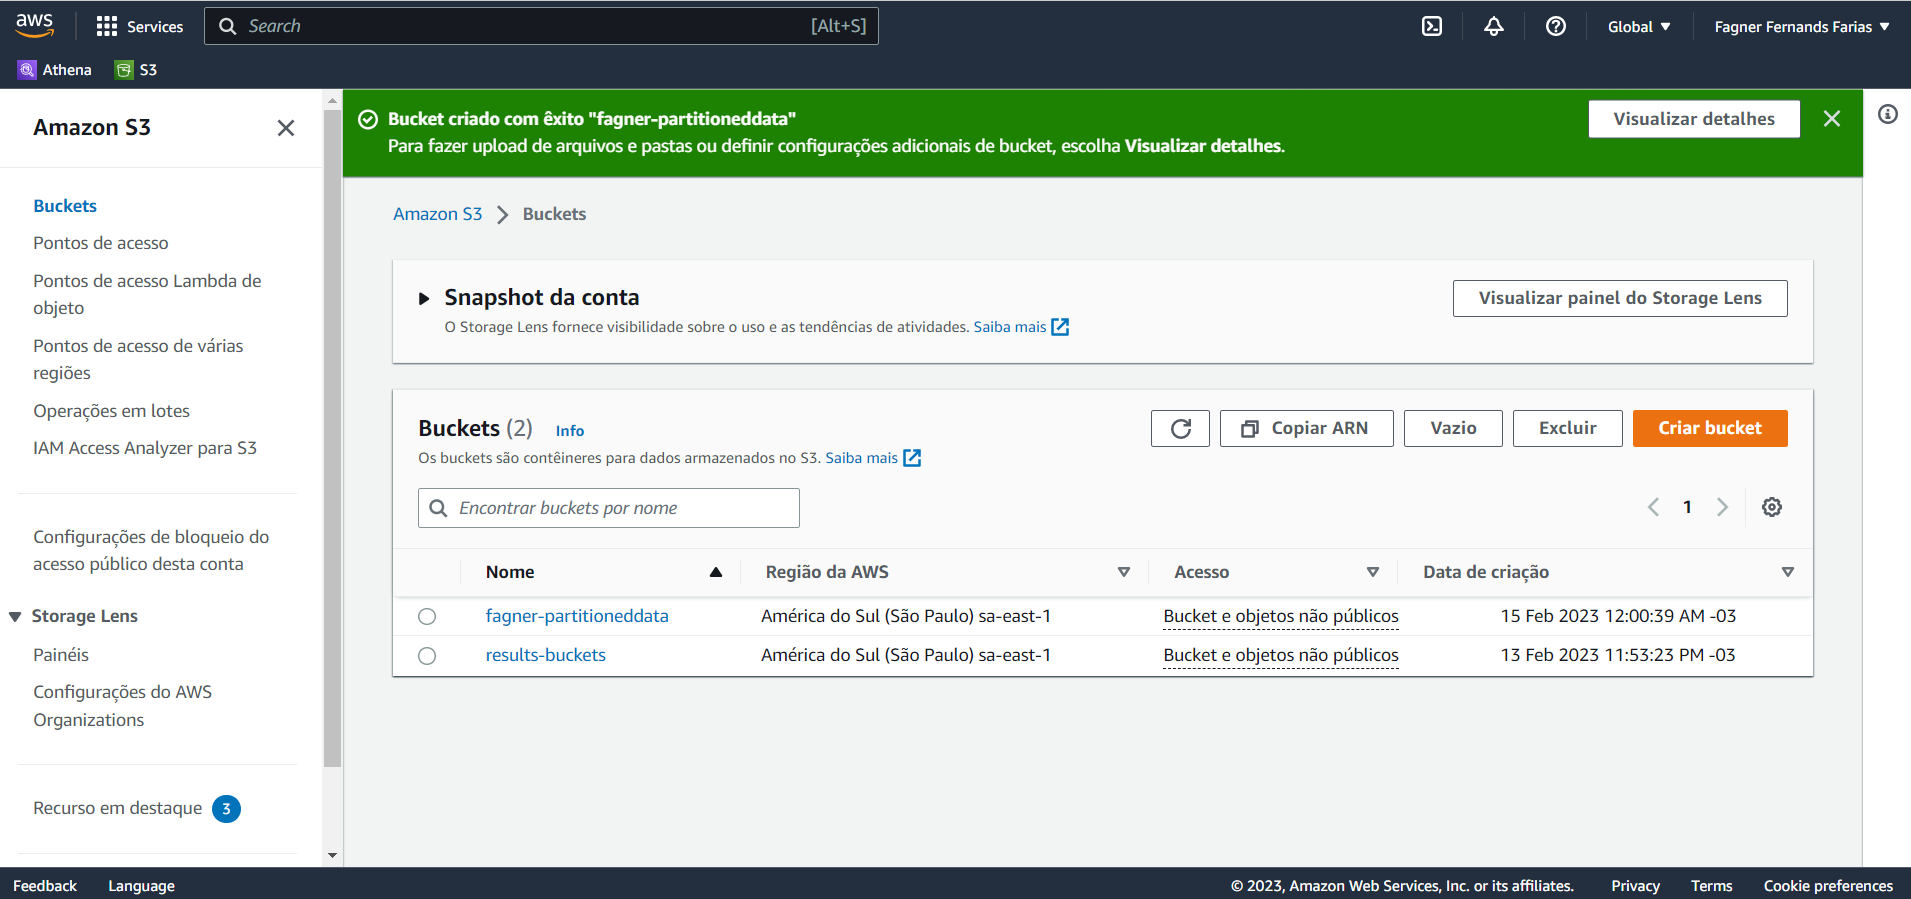 aws
Services
Search
[Alt+S]
Global
Fagner Fernands Farias
Athena
S3
Amazon S3
Buckets
Pontos de acesso
Pontos de acesso Lambda de
objeto
Pontos de acesso de várias
regiões
Operações em lotes
IAM Access Analyzer para S3
Configurações de bloqueio do
acesso público desta conta
Storage Lens
Painéis
Configurações do AWS
Organizations
Recurso em destaque 3
Bucket criado com êxito "fagner-partitioneddata"
Para fazer upload de arquivos e pastas ou definir configurações adicionais de bucket, escolha Visualizar detalhes.
Visualizar detalhes
Amazon S3 Buckets
Snapshot da conta
O Storage Lens fornece visibilidade sobre o uso e as tendências de atividades. Saiba mais
Visualizar painel do Storage Lens
Buckets (2) Info
Os buckets são contêineres para dados armazenados no S3. Saiba mais
Copiar ARN
Vazio
Excluir
Criar bucket
Encontrar buckets por nome
1
Nome Região da AWS Acesso Data de criação
fagner-partitioneddata América do Sul (São Paulo) sa-east-1 Bucket e objetos não públicos 15 Feb 2023 12:00:39 AM -03
results-buckets América do Sul (São Paulo) sa-east-1 Bucket e objetos não públicos 13 Feb 2023 11:53:23 PM -03
Feedback
Language
© 2023, Amazon Web Services, Inc. or its affiliates.
Privacy
Terms
Cookie preferences